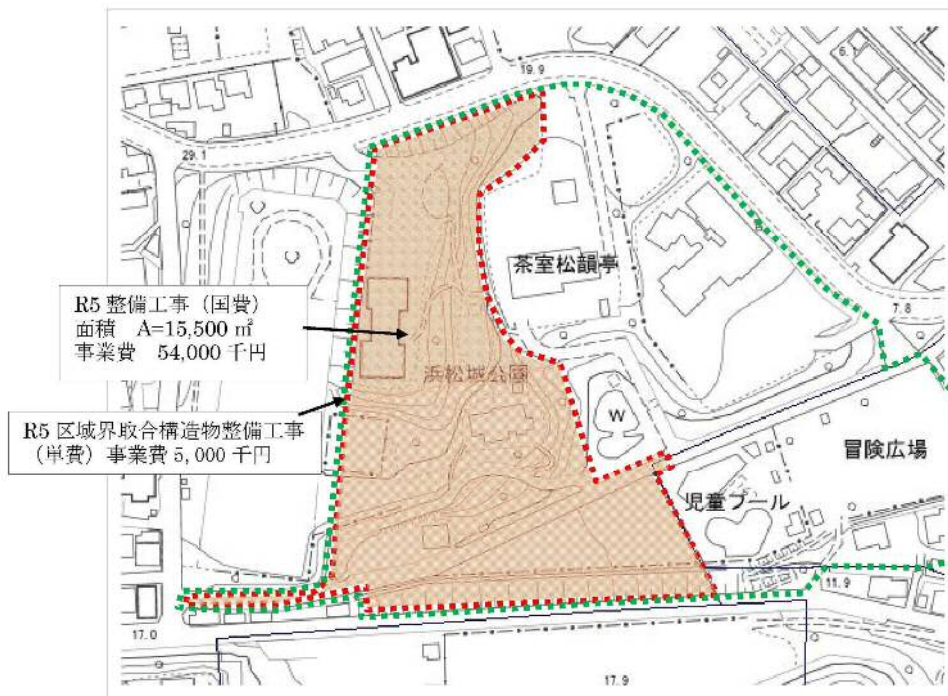 19.9
6.1
29.1
茶室松韻亭
R5 整備工事（国費）
面積　A=15,500 ㎡
事業費　54,000 千円
7.8
浜松城公園
R5 区域界取合構造物整備工事
（単費）事業費 5,000 千円
W
冒険広場
児童プール
11.9
17.0
17.9